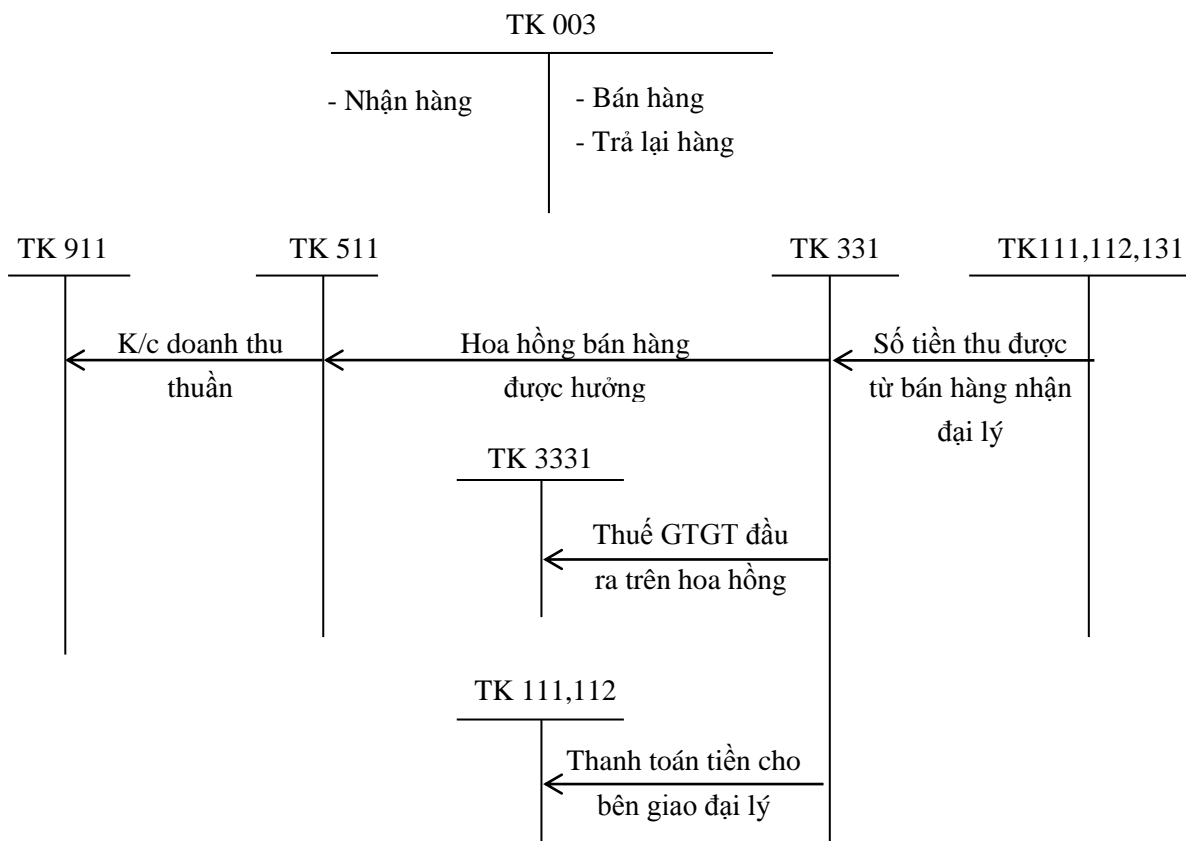 TK 003
- Nhận hàng
- Bán hàng
- Trả lại hàng
TK 911
TK 511
TK 331
TK111,112,131
K/c doanh thu
thuần
Hoa hồng bán hàng
được hưởng
Số tiền thu được
từ bán hàng nhận
đại lý
TK 3331
Thuế GTGT đầu
ra trên hoa hồng
TK 111,112
Thanh toán tiền cho
bên giao đại lý